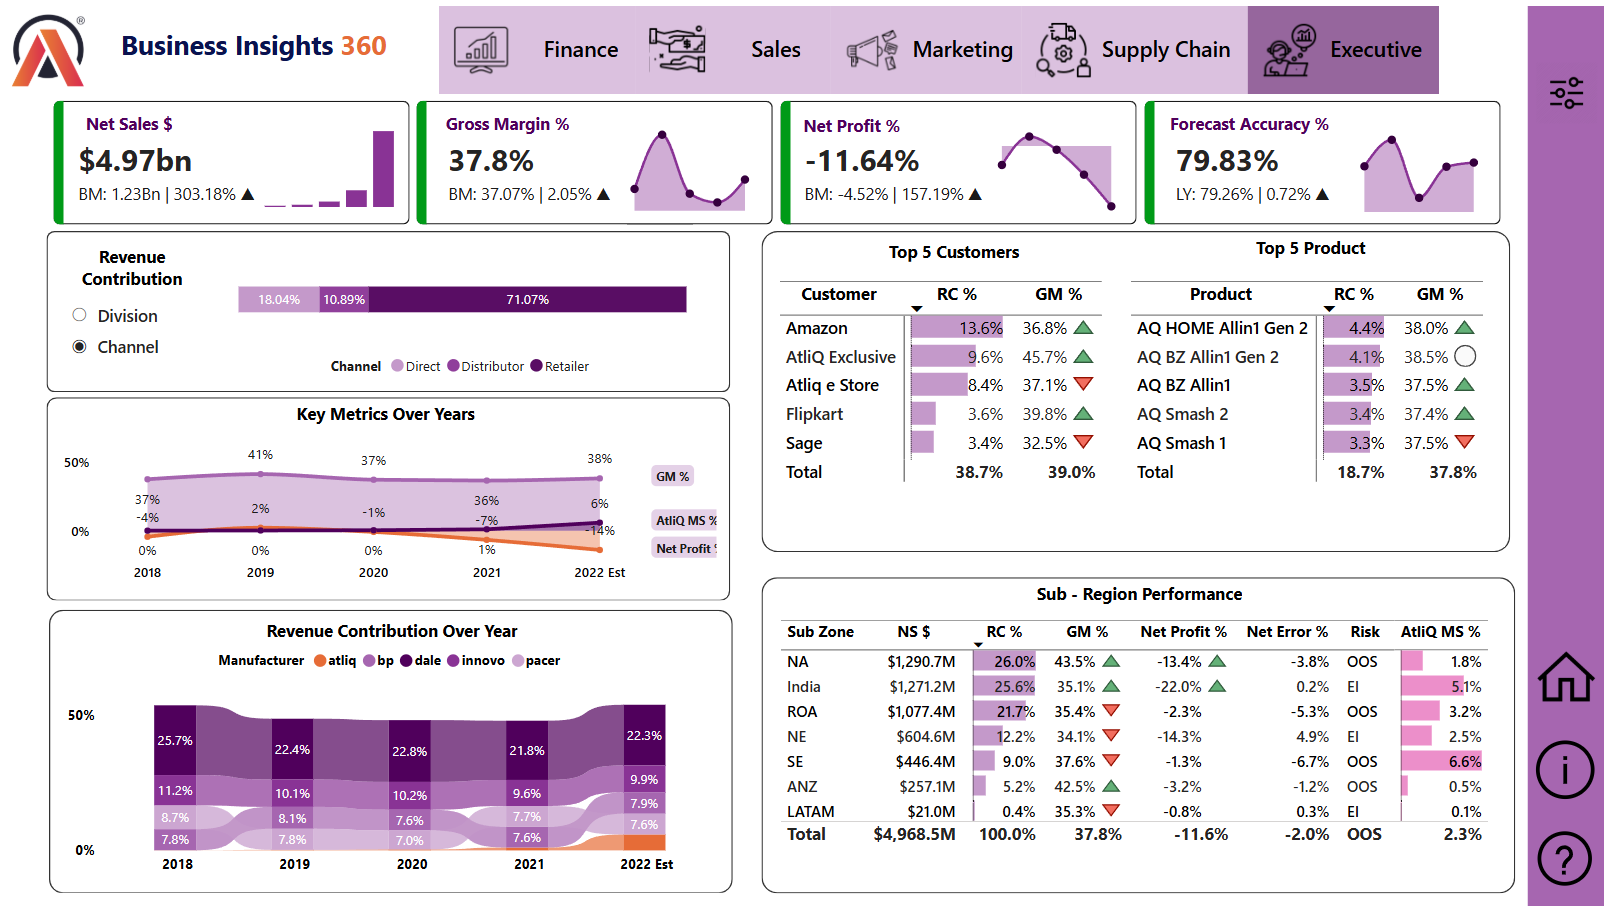 Business Insights 360
Finance
Sales
Marketing
Supply Chain
Executive
Net Sales $
$4.97bn
BM: 1.23Bn | 303.18% ▲
Gross Margin %
37.8%
BM: 37.07% | 2.05% ▲
Net Profit %
-11.64%
BM: -4.52% | 157.19% ▲
Forecast Accuracy %
79.83%
LY: 79.26% | 0.72% ▲
Revenue
Contribution
Division
Channel
18.04% 10.89% 71.07%
Channel Direct Distributor Retailer
Key Metrics Over Years
50%
0%
37% 41% 37% 36% 38%
-4% 2% -1% -7% -14%
0% 0% 0% 1% 6%
2018 2019 2020 2021 2022 Est
GM %
AtliQ MS %
Net Profit
Revenue Contribution Over Year
Manufacturer atliq bp dale innovo pacer
50%
0%
25.7% 22.4% 22.8% 21.8% 22.3%
11.2% 10.1% 10.2% 9.6% 9.9%
8.7% 8.1% 7.6% 7.7% 7.9%
7.8% 7.8% 7.0% 7.6% 7.6%
2018 2019 2020 2021 2022 Est
Top 5 Customers
Customer RC % GM %
Amazon 13.6% 36.8%
AtliQ Exclusive 9.6% 45.7%
Atliq e Store 8.4% 37.1%
Flipkart 3.6% 39.8%
Sage 3.4% 32.5%
Total 38.7% 39.0%
Top 5 Product
Product RC % GM %
AQ HOME Allin1 Gen 2 4.4% 38.0%
AQ BZ Allin1 Gen 2 4.1% 38.5%
AQ BZ Allin1 3.5% 37.5%
AQ Smash 2 3.4% 37.4%
AQ Smash 1 3.3% 37.5%
Total 18.7% 37.8%
Sub - Region Performance
Sub Zone NS $ RC % GM % Net Profit % Net Error % Risk AtliQ MS %
NA $1,290.7M 26.0% 43.5% -13.4% -3.8% OOS 1.8%
India $1,271.2M 25.6% 35.1% -22.0% 0.2% EI 5.1%
ROA $1,077.4M 21.7% 35.4% -2.3% -5.3% OOS 3.2%
NE $604.6M 12.2% 34.1% -14.3% 4.9% EI 2.5%
SE $446.4M 9.0% 37.6% -1.3% -6.7% OOS 6.6%
ANZ $257.1M 5.2% 42.5% -3.2% -1.2% OOS 0.5%
LATAM $21.0M 0.4% 35.3% -0.8% 0.3% EI 0.1%
Total $4,968.5M 100.0% 37.8% -11.6% -2.0% OOS 2.3%